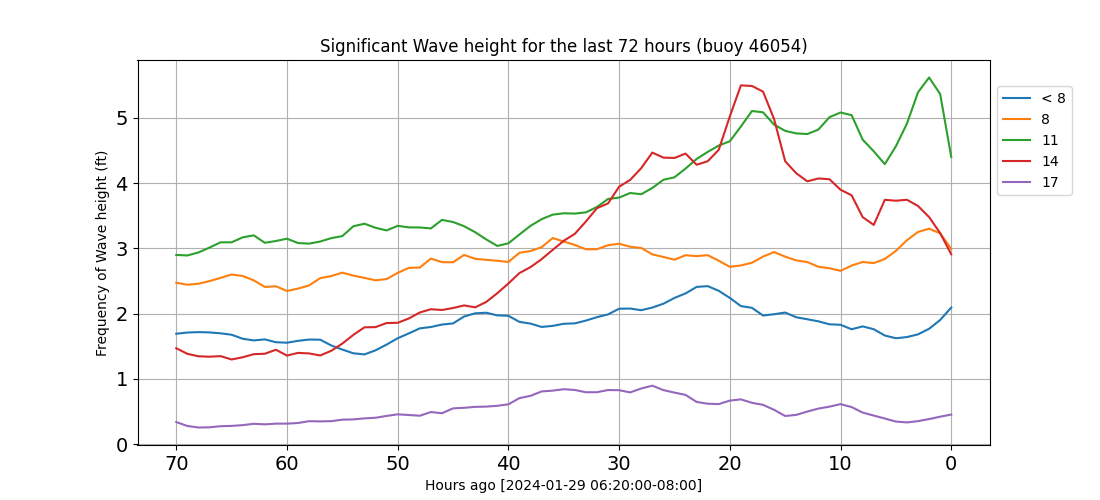 Significant Wave height for the last 72 hours (buoy 46054)
Frequency of Wave height (ft)
5
4
3
2
1
0
70 60 50 40 30 20 10 0
Hours ago [2024-01-29 06:20:00-08:00]
< 8
8
11
14
17